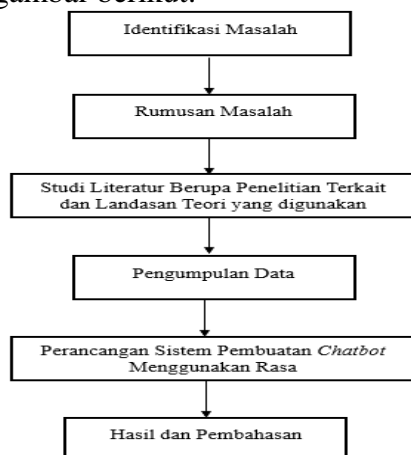 gambar berikut.
Identifikasi Masalah
Rumusan Masalah
Studi Literatur Berupa Penelitian Terkait
dan Landasan Teori yang digunakan
Pengumpulan Data
Perancangan Sistem Pembuatan Chatbot
Menggunakan Rasa
Hasil dan Pembahasan